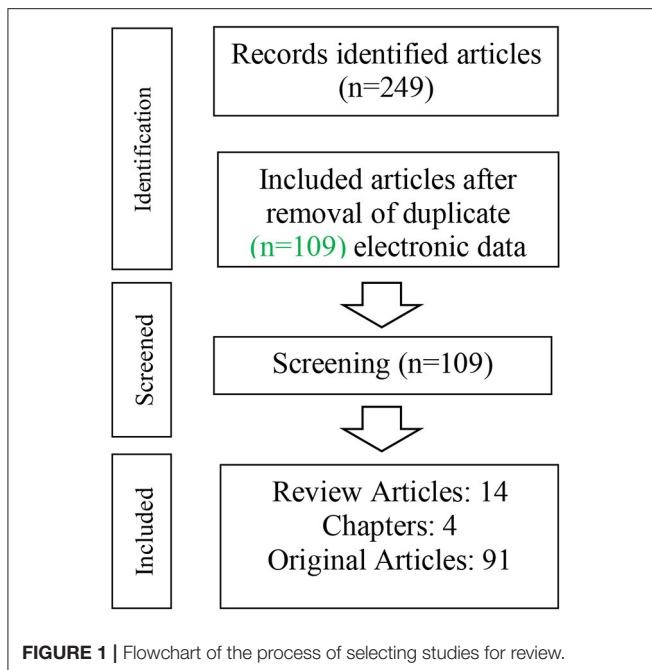 Identification
Records identified articles
(n=249)
Included articles after
removal of duplicate
(n=109) electronic data
Screened
Screening (n=109)
Included
Review Articles: 14
Chapters: 4
Original Articles: 91
FIGURE 1 | Flowchart of the process of selecting studies for review.